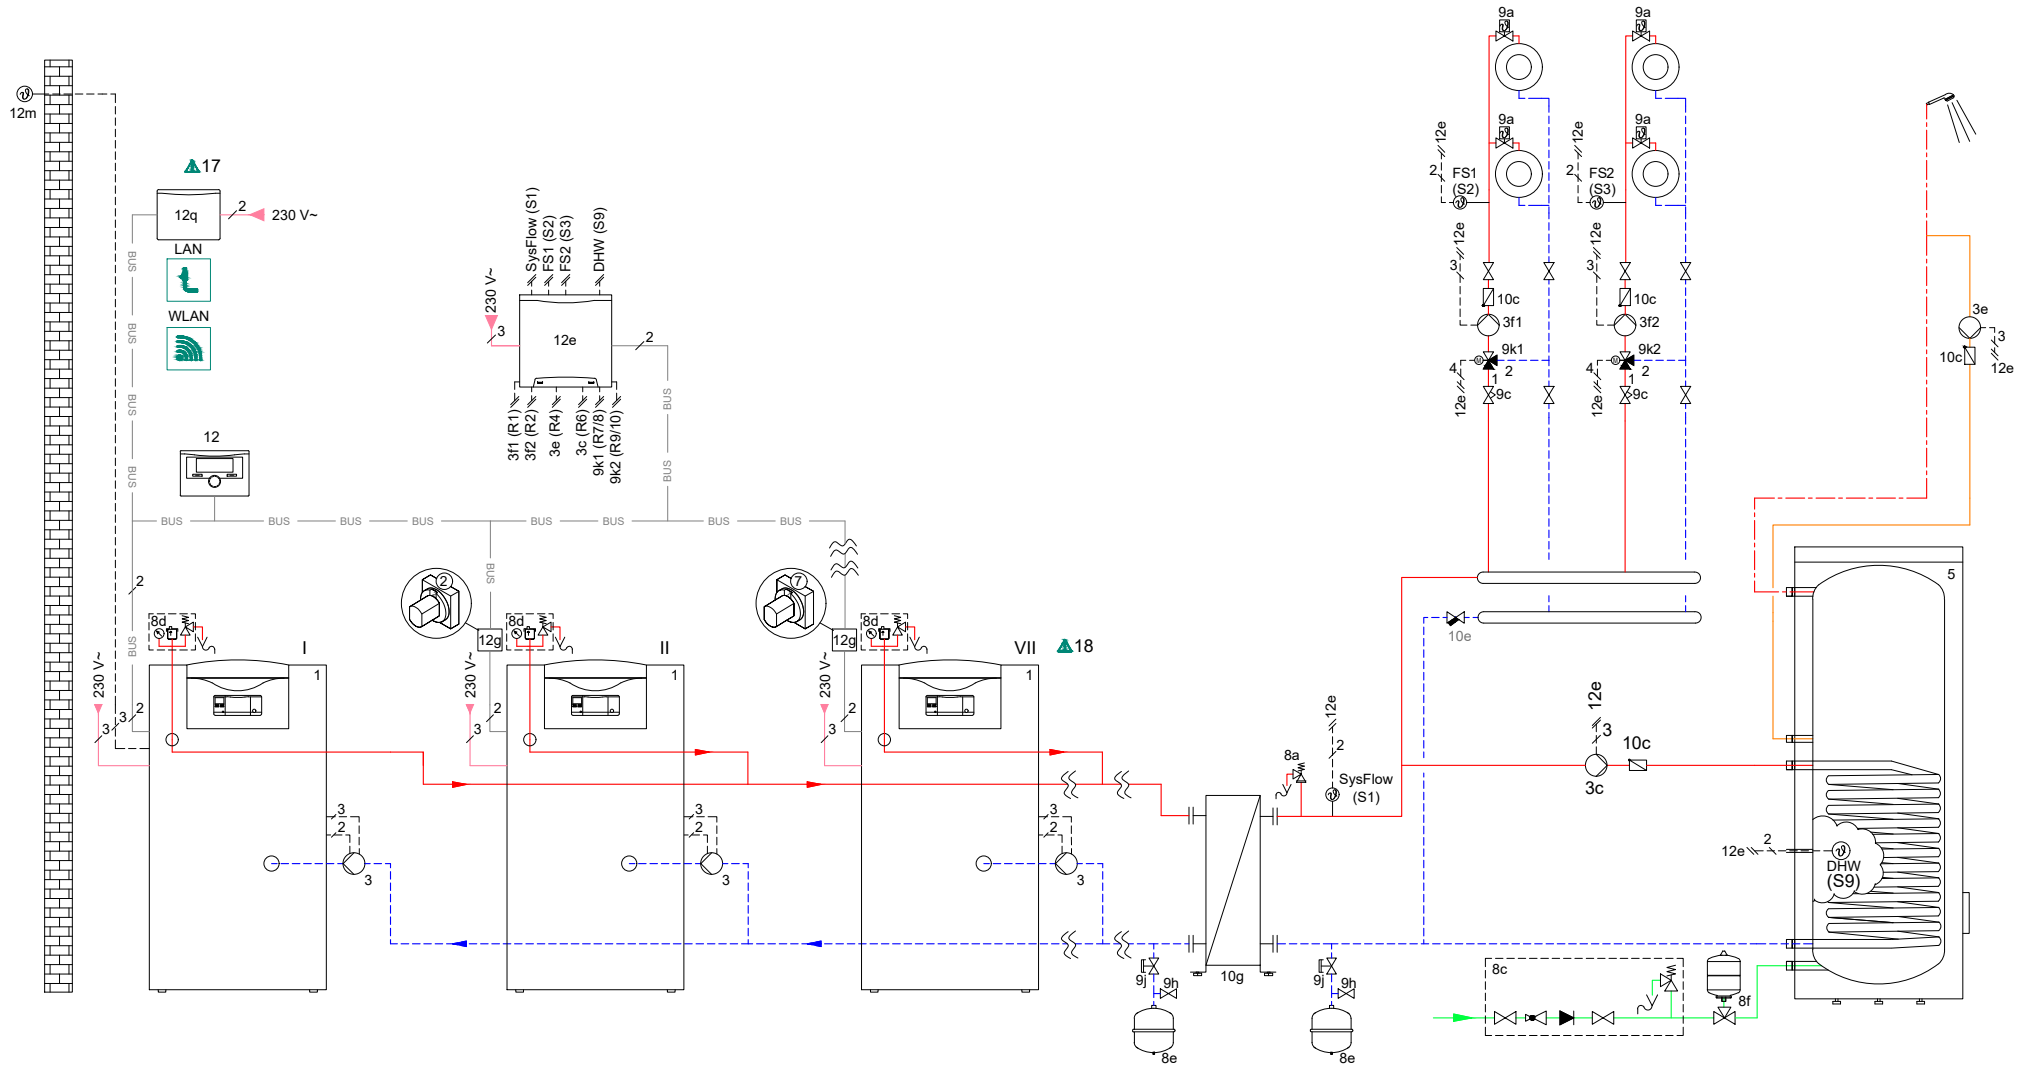 9a
9a
12m
17
12q
2
230 V~
LAN
WLAN
BUS
BUS
BUS
BUS
12
SysFlow (S1)
FS1 (S2)
FS2 (S3)
DHW (S9)
230 V~
3
12e
2
3f1 (R1)
3f2 (R2)
3e (R4)
3c (R6)
9k1 (R7/8)
9k2 (R9/10)
BUS
BUS
9a
9a
12e
2
FS1
(S2)
12e
2
FS2
(S3)
12e
3
10c
3f1
9k1
4
2
1
12e
9c
12e
3
10c
3f2
9k2
4
2
1
12e
9c
3e
3
10c
12e
BUS
BUS
BUS
BUS
BUS
BUS
BUS
BUS
BUS
2
BUS
2
7
5
8d
I
12g
8d
II
12g
8d
VII
18
10e
230 V~
3
3
2
1
230 V~
3
2
1
230 V~
3
2
1
12e
2
8a
SysFlow
(S1)
12e
3
10c
3c
3
2
3
3
2
3
3
2
3
12e
2
DHW
(S9)
9j
9h
8e
10g
9j
9h
8e
8c
8f